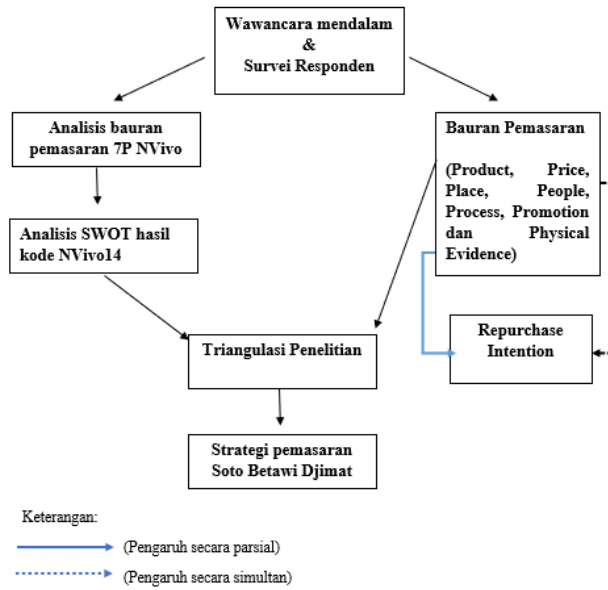 Wawancara mendalam
&
Survei Responden
Analisis bauran
pemasaran 7P NVivo
Bauran Pemasaran
(Product, Price,
Place, People,
Process, Promotion
dan Physical
Evidence)
Analisis SWOT hasil
kode NVivo14
Triangulasi Penelitian
Repurchase
Intention
Strategi pemasaran
Soto Betawi Djimat
Keterangan:
(Pengaruh secara parsial)
(Pengaruh secara simultan)